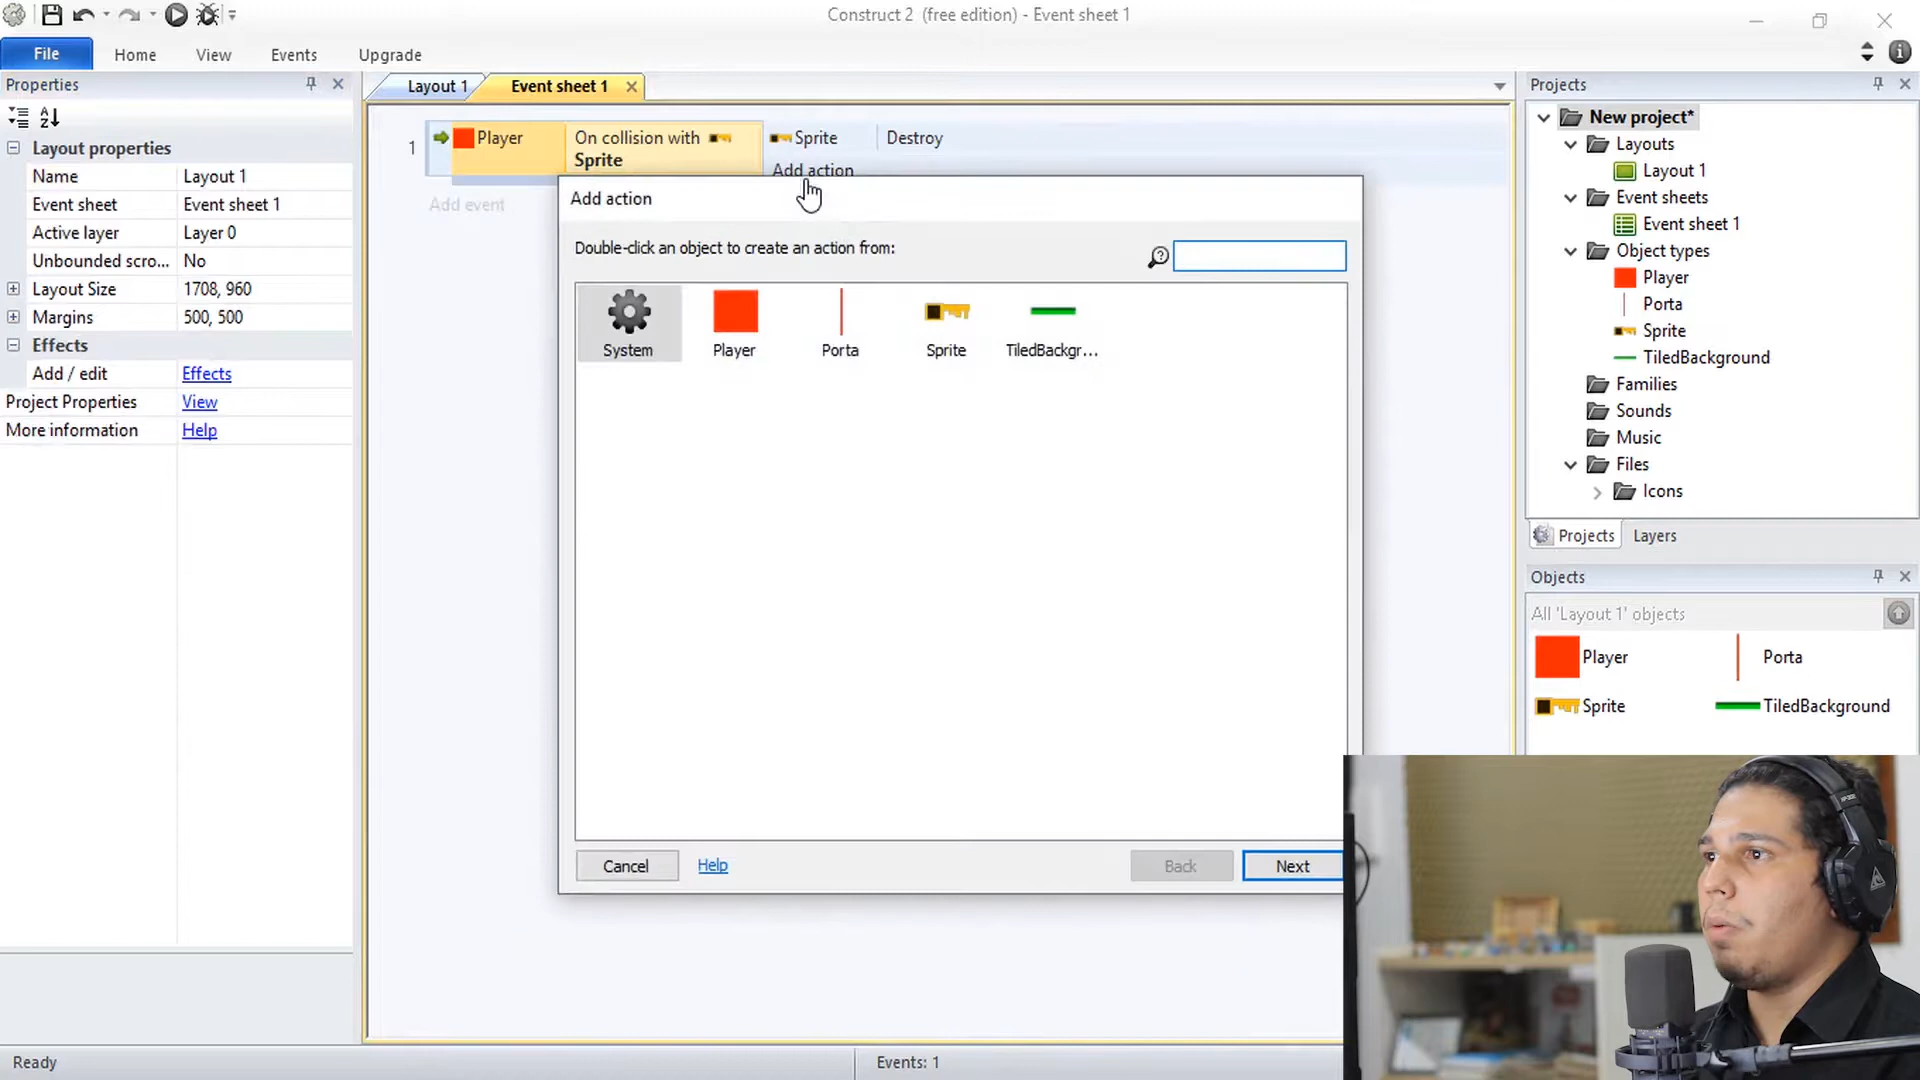 Construct 2 (free edition) - Event sheet 1
File Home View Events Upgrade
Properties
Layout properties
Name Layout 1
Event sheet Event sheet 1
Active layer Layer 0
Unbounded scro... No
Layout Size 1708, 960
Margins 500, 500
Effects
Add / edit Effects
Project Properties View
More information Help
Layout 1 Event sheet 1
1 Player On collision with Sprite Sprite Destroy
Add action
Add event
Add action
Double-click an object to create an action from:
System Player Porta Sprite TiledBackgr...
Cancel Help Back Next
Projects
New project*
Layouts
Layout 1
Event sheets
Event sheet 1
Object types
Player
Porta
Sprite
TiledBackground
Families
Sounds
Music
Files
Icons
Projects Layers
Objects
All 'Layout 1' objects
Player Porta
Sprite TiledBackground
Ready Events: 1